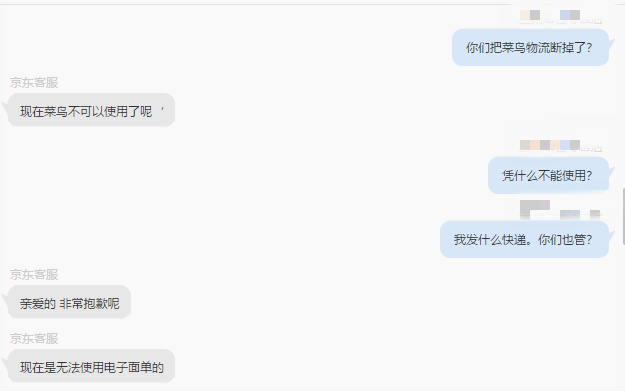 你们把菜鸟物流断掉了?
京东客服
现在菜鸟不可以使用了呢 ‘
凭什么不能使用?
我发什么快递。你们也管?
京东客服
亲爱的 非常抱歉呢
京东客服
现在是无法使用电子面单的